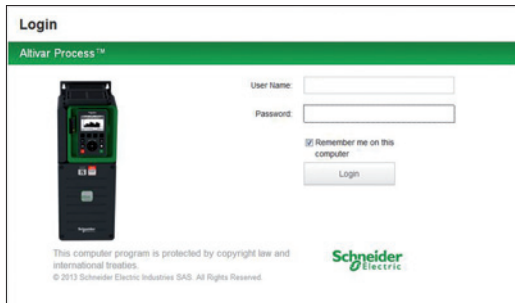 Login
Altivar Process™
User Name:
Password:
Remember me on this
computer
Login
This computer program is protected by copyright law and
international treaties.
© 2013 Schneider Electric Industries SAS. All Rights Reserved.
Schneider
Electric